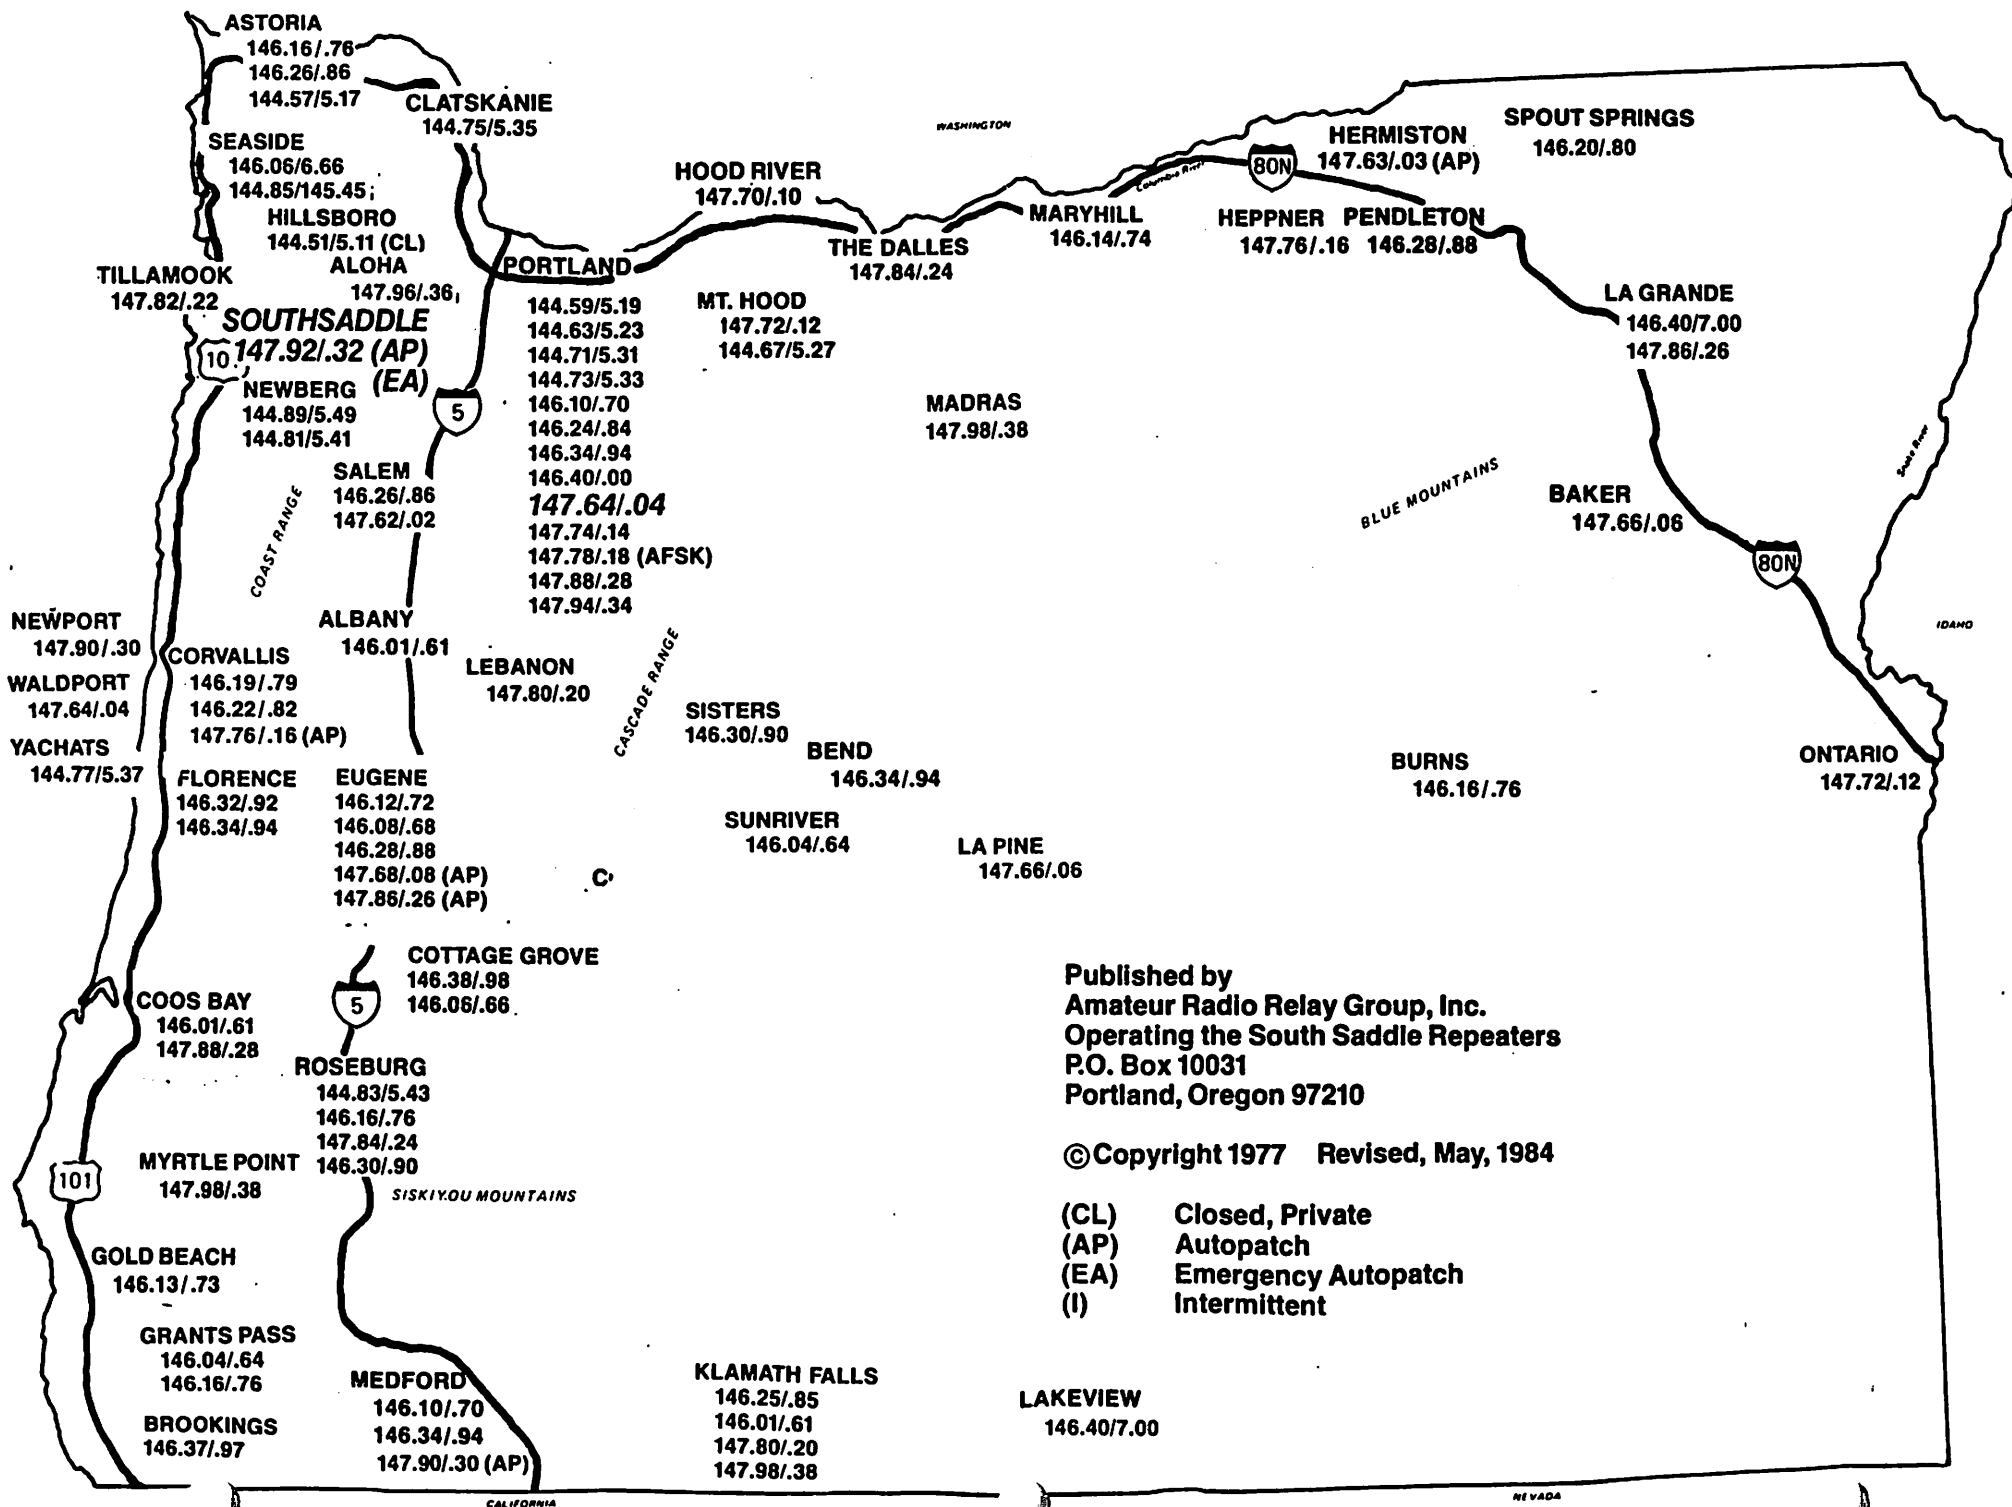 ASTORIA
146.16/.76
146.26/.86
144.57/5.17
CLATSKANIE
144.75/5.35
SEASIDE
146.06/6.66
144.85/145.45
HILLSBORO
144.51/5.11 (CL)
ALOHA
147.96/.36
TILLAMOOK
147.82/.22
SOUTHSADDLE
147.92/.32 (AP)
(EA)
10
NEWBERG
144.89/5.49
144.81/5.41
5
PORTLAND
144.59/5.19
144.63/5.23
144.71/5.31
144.73/5.33
146.10/.70
146.24/.84
146.34/.94
146.40/.00
147.64/.04
147.74/.14
147.78/.18 (AFSK)
147.88/.28
147.94/.34
HOOD RIVER
147.70/.10
MT. HOOD
147.72/.12
144.67/5.27
THE DALLES
147.84/.24
WASHINGTON
MARYHILL
146.14/.74
Columbia River
80N
HERMISTON
147.63/.03 (AP)
SPOUT SPRINGS
146.20/.80
HEPPNER
147.76/.16
PENDLETON
146.28/.88
LA GRANDE
146.40/7.00
147.86/.26
MADRAS
147.98/.38
BLUE MOUNTAINS
Snake River
BAKER
147.66/.06
80N
IDAHO
SALEM
146.26/.86
147.62/.02
COAST RANGE
NEWPORT
147.90/.30
ALBANY
146.01/.61
CORVALLIS
146.19/.79
146.22/.82
147.76/.16 (AP)
LEBANON
147.80/.20
CASCADE RANGE
WALDPORT
147.64/.04
YACHATS
144.77/5.37
SISTERS
146.30/.90
BEND
146.34/.94
BURNS
146.16/.76
ONTARIO
147.72/.12
FLORENCE
146.32/.92
146.34/.94
EUGENE
146.12/.72
146.08/.68
146.28/.88
147.68/.08 (AP)
147.86/.26 (AP)
SUNRIVER
146.04/.64
LA PINE
147.66/.06
C
COTTAGE GROVE
146.38/.98
146.06/.66
5
COOS BAY
146.01/.61
147.88/.28
ROSEBURG
144.83/5.43
146.16/.76
147.84/.24
146.30/.90
MYRTLE POINT
147.98/.38
101
SISKIYOU MOUNTAINS
GOLD BEACH
146.13/.73
GRANTS PASS
146.04/.64
146.16/.76
BROOKINGS
146.37/.97
MEDFORD
146.10/.70
146.34/.94
147.90/.30 (AP)
KLAMATH FALLS
146.25/.85
146.01/.61
147.80/.20
147.98/.38
LAKEVIEW
146.40/7.00
Published by
Amateur Radio Relay Group, Inc.
Operating the South Saddle Repeaters
P.O. Box 10031
Portland, Oregon 97210
©Copyright 1977 Revised, May, 1984
(CL) Closed, Private
(AP) Autopatch
(EA) Emergency Autopatch
(I) Intermittent
CALIFORNIA
NEVADA